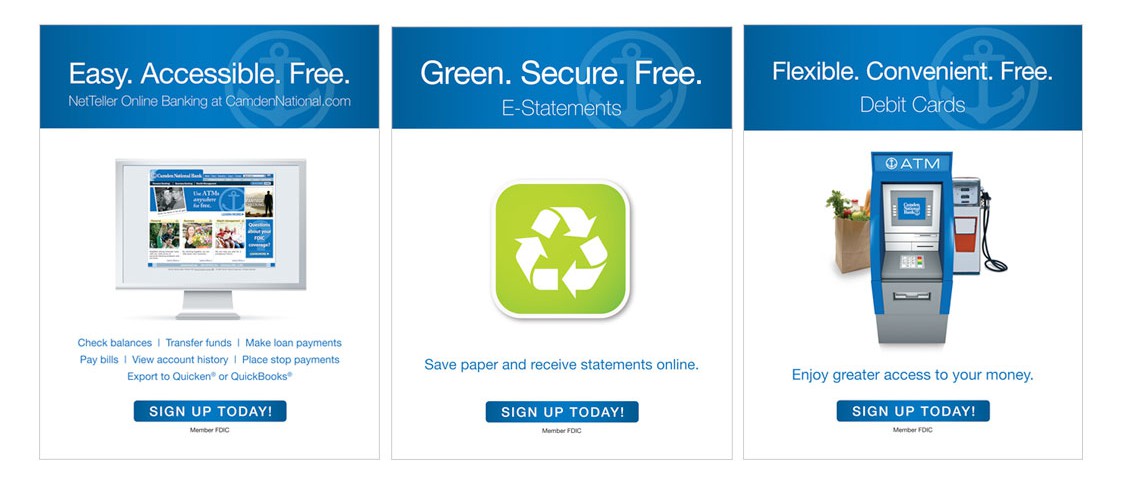 Easy. Accessible. Free.
NetTeller Online Banking at CamdenNational.com
Camden National Bank
Use ATMs
anywhere
for free.
Questions
about your
FDIC
coverage?
Check balances | Transfer funds | Make loan payments
Pay bills | View account history | Place stop payments
Export to Quicken® or QuickBooks®
SIGN UP TODAY!
Member FDIC
Green. Secure. Free.
E-Statements
Save paper and receive statements online.
SIGN UP TODAY!
Member FDIC
Flexible. Convenient. Free.
Debit Cards
ATM
Camden
National
Bank
Enjoy greater access to your money.
SIGN UP TODAY!
Member FDIC